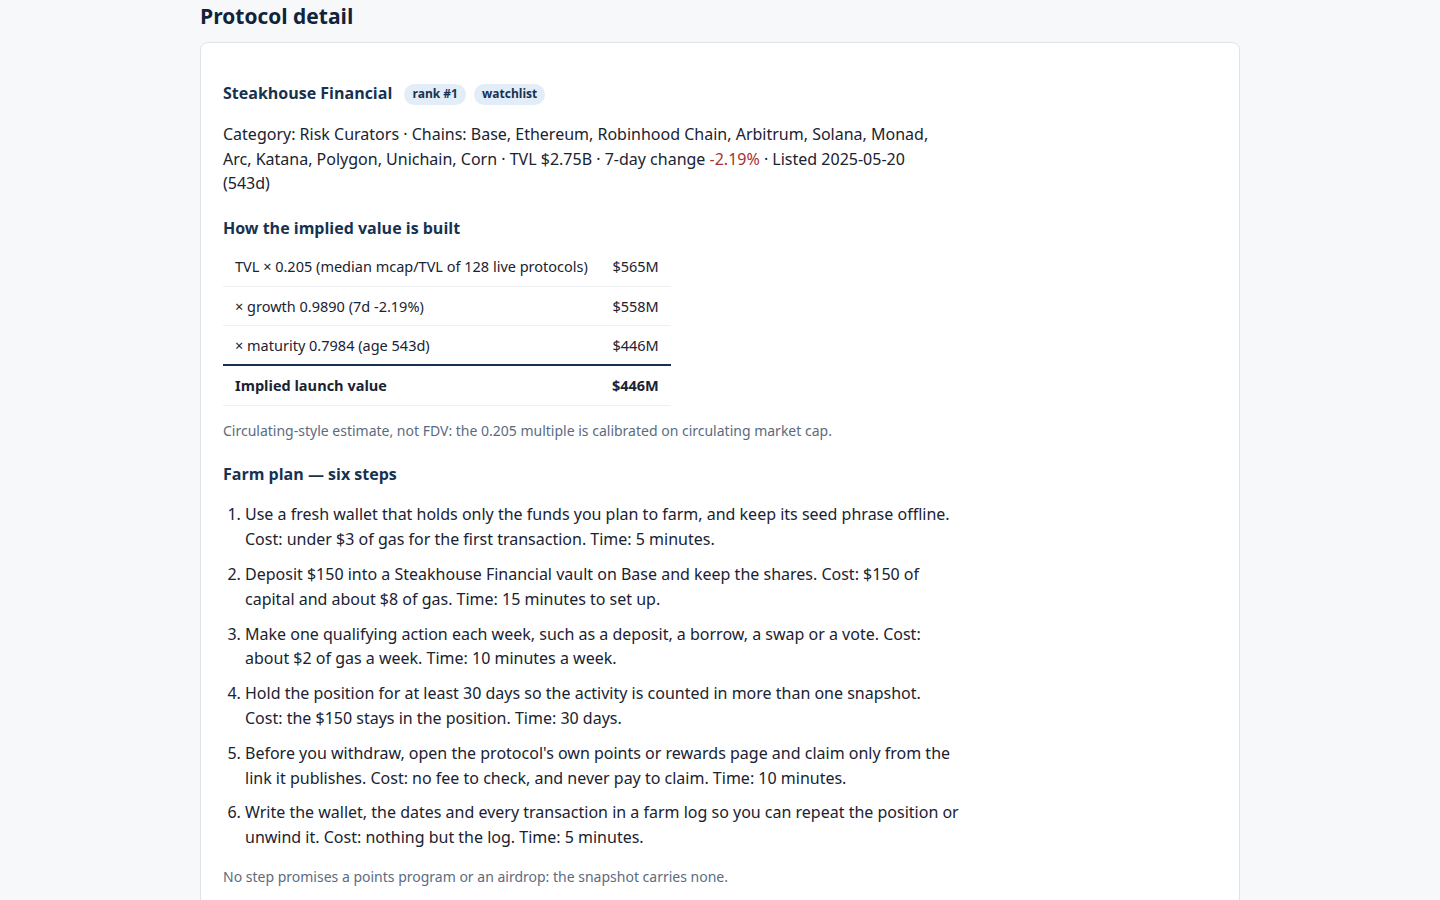 Protocol detail
Steakhouse Financial rank #1 watchlist
Category: Risk Curators · Chains: Base, Ethereum, Robinhood Chain, Arbitrum, Solana, Monad,
Arc, Katana, Polygon, Unichain, Corn · TVL $2.75B · 7-day change -2.19% · Listed 2025-05-20
(543d)
How the implied value is built
TVL × 0.205 (median mcap/TVL of 128 live protocols) $565M
× growth 0.9890 (7d -2.19%) $558M
× maturity 0.7984 (age 543d) $446M
Implied launch value $446M
Circulating-style estimate, not FDV: the 0.205 multiple is calibrated on circulating market cap.
Farm plan — six steps
1. Use a fresh wallet that holds only the funds you plan to farm, and keep its seed phrase offline.
Cost: under $3 of gas for the first transaction. Time: 5 minutes.
2. Deposit $150 into a Steakhouse Financial vault on Base and keep the shares. Cost: $150 of
capital and about $8 of gas. Time: 15 minutes to set up.
3. Make one qualifying action each week, such as a deposit, a borrow, a swap or a vote. Cost:
about $2 of gas a week. Time: 10 minutes a week.
4. Hold the position for at least 30 days so the activity is counted in more than one snapshot.
Cost: the $150 stays in the position. Time: 30 days.
5. Before you withdraw, open the protocol's own points or rewards page and claim only from the
link it publishes. Cost: no fee to check, and never pay to claim. Time: 10 minutes.
6. Write the wallet, the dates and every transaction in a farm log so you can repeat the position or
unwind it. Cost: nothing but the log. Time: 5 minutes.
No step promises a points program or an airdrop: the snapshot carries none.